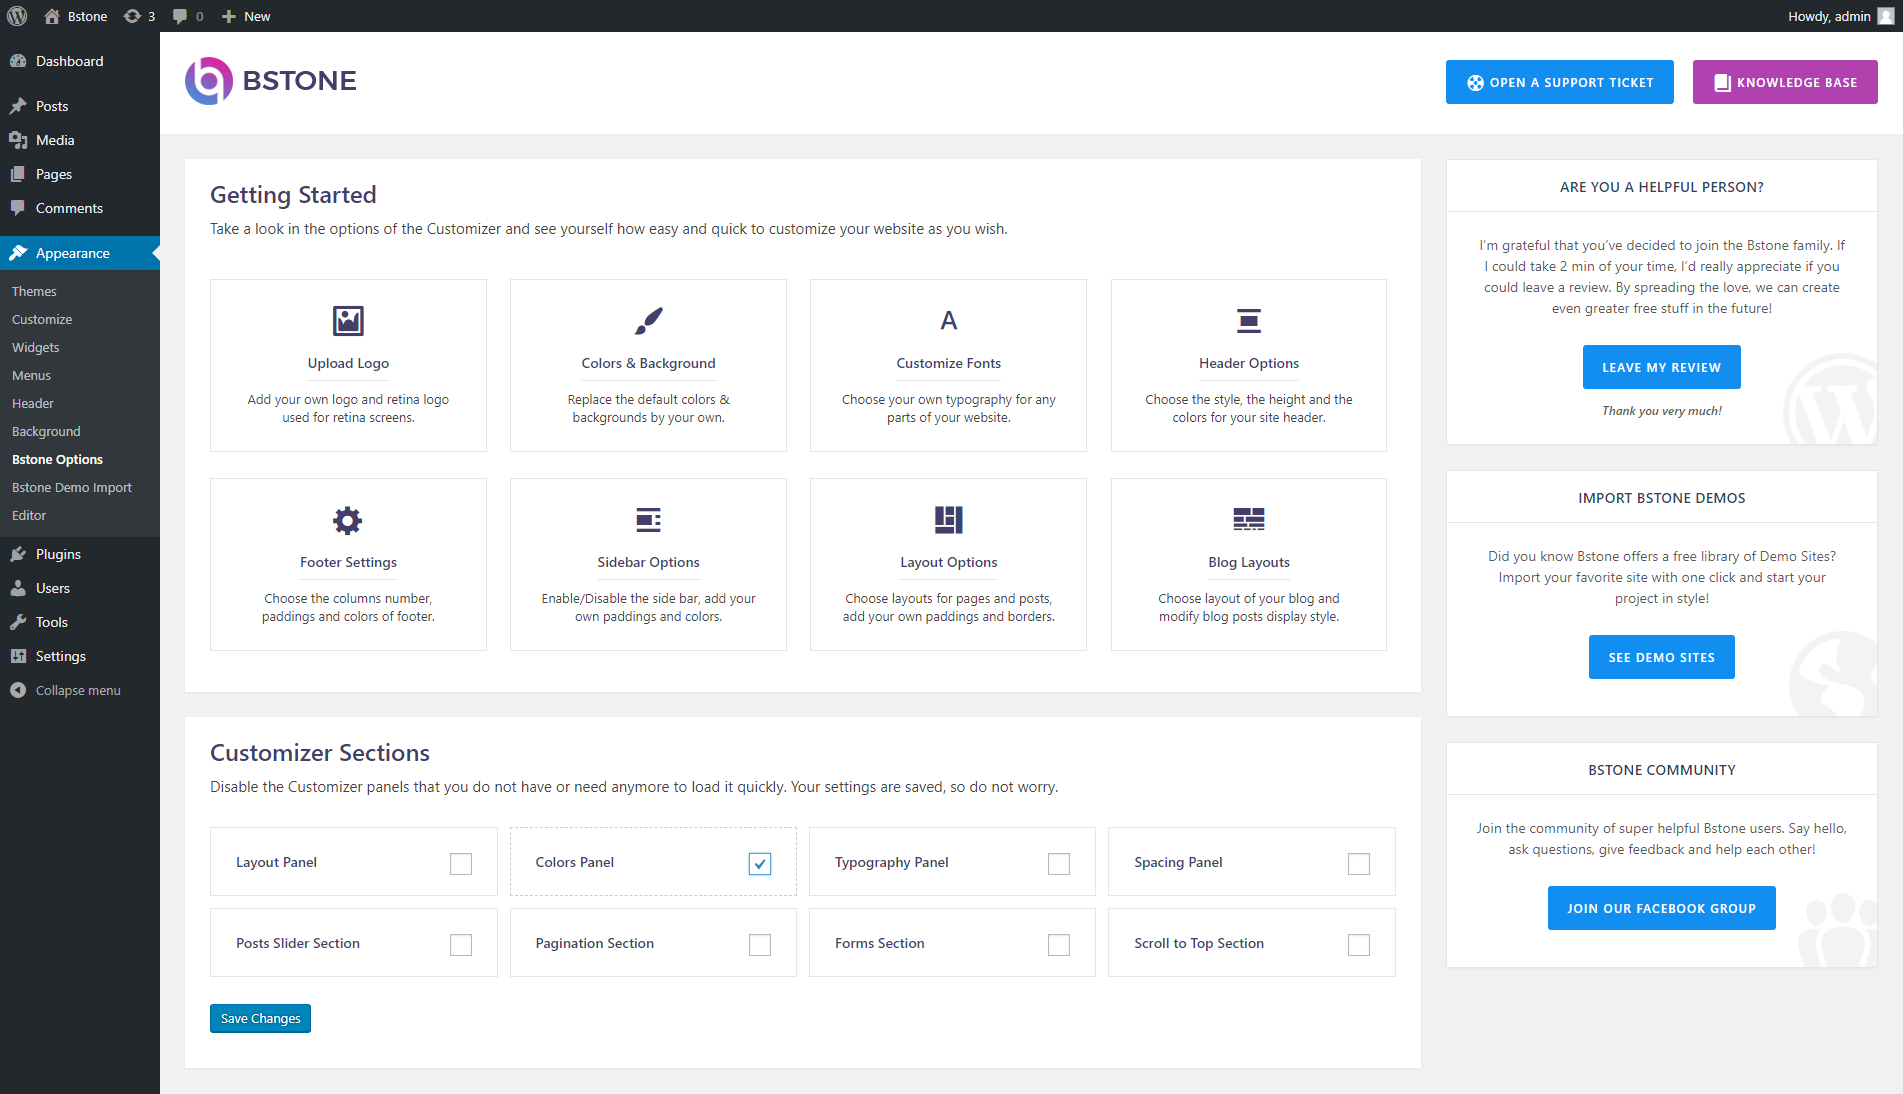 Bstone
3
0
New
Howdy, admin
Dashboard
Posts
Media
Pages
Comments
Appearance
Themes
Customize
Widgets
Menus
Header
Background
Bstone Options
Bstone Demo Import
Editor
Plugins
Users
Tools
Settings
Collapse menu
BSTONE
OPEN A SUPPORT TICKET
KNOWLEDGE BASE
Getting Started
Take a look in the options of the Customizer and see yourself how easy and quick to customize your website as you wish.
Upload Logo
Add your own logo and retina logo
used for retina screens.
Colors & Background
Replace the default colors &
backgrounds by your own.
A
Customize Fonts
Choose your own typography for any
parts of your website.
Header Options
Choose the style, the height and the
colors for your site header.
Footer Settings
Choose the columns number,
paddings and colors of footer.
Sidebar Options
Enable/Disable the side bar, add your
own paddings and colors.
Layout Options
Choose layouts for pages and posts,
add your own paddings and borders.
Blog Layouts
Choose layout of your blog and
modify blog posts display style.
Customizer Sections
Disable the Customizer panels that you do not have or need anymore to load it quickly. Your settings are saved, so do not worry.
Layout Panel
Colors Panel
Typography Panel
Spacing Panel
Posts Slider Section
Pagination Section
Forms Section
Scroll to Top Section
Save Changes
ARE YOU A HELPFUL PERSON?
I'm grateful that you've decided to join the Bstone family. If
I could take 2 min of your time, I'd really appreciate if you
could leave a review. By spreading the love, we can create
even greater free stuff in the future!
LEAVE MY REVIEW
Thank you very much!
IMPORT BSTONE DEMOS
Did you know Bstone offers a free library of Demo Sites?
Import your favorite site with one click and start your
project in style!
SEE DEMO SITES
BSTONE COMMUNITY
Join the community of super helpful Bstone users. Say hello,
ask questions, give feedback and help each other!
JOIN OUR FACEBOOK GROUP